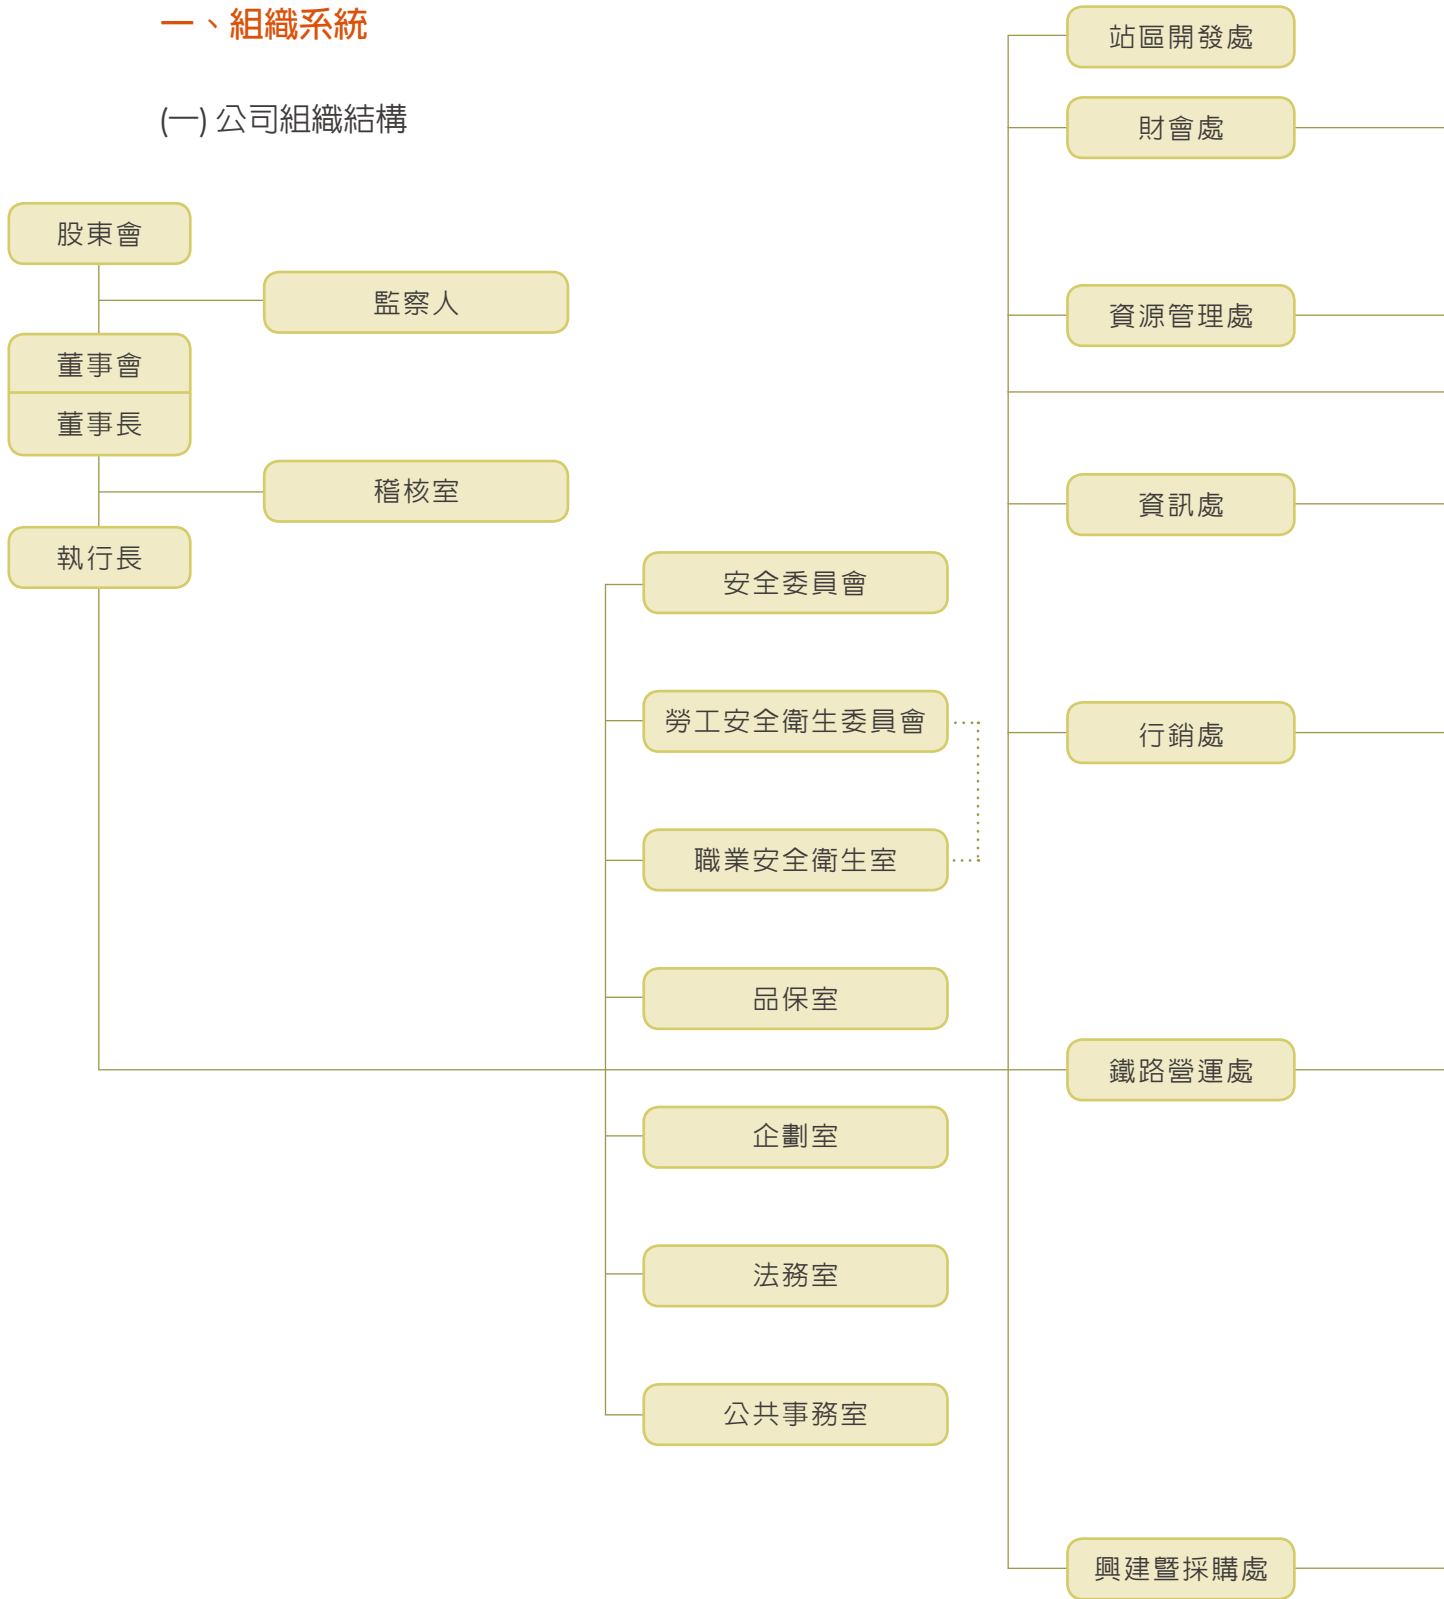 一、組織系統
(一) 公司組織結構
股東會
監察人
董事會
董事長
稽核室
執行長
安全委員會
勞工安全衛生委員會
職業安全衛生室
品保室
企劃室
法務室
公共事務室
站區開發處
財會處
資源管理處
資訊處
行銷處
鐵路營運處
興建暨採購處